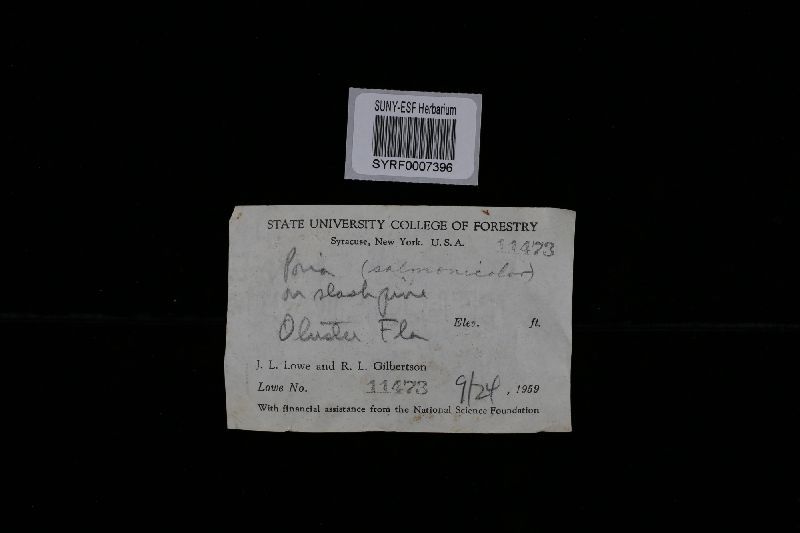 SUNY-ESF Herbarium
SYRF0007396
STATE UNIVERSITY COLLEGE OF FORESTRY
Syracuse, New York. U. S. A. 11473
Poria (salmonicolor)
on slash pine
Olustee Fla Elev. ft.
J. L. Lowe and R. L. Gilbertson
Lowe No. 11473 9/24, 1959
With financial assistance from the National Science Foundation